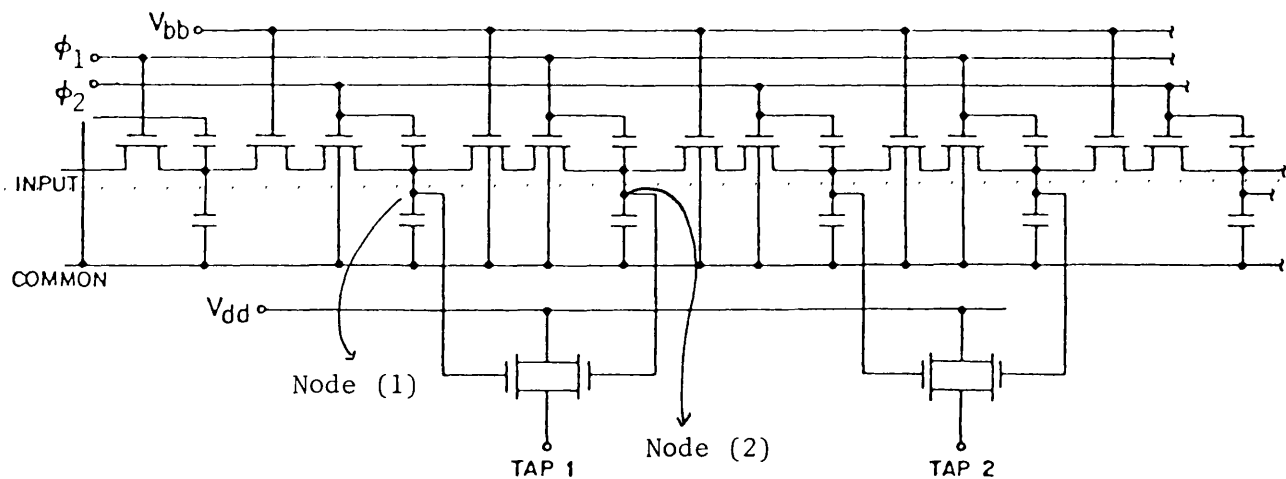 Vbb
ϕ1
ϕ2
INPUT
COMMON
Vdd
Node (1)
Node (2)
TAP 1
TAP 2